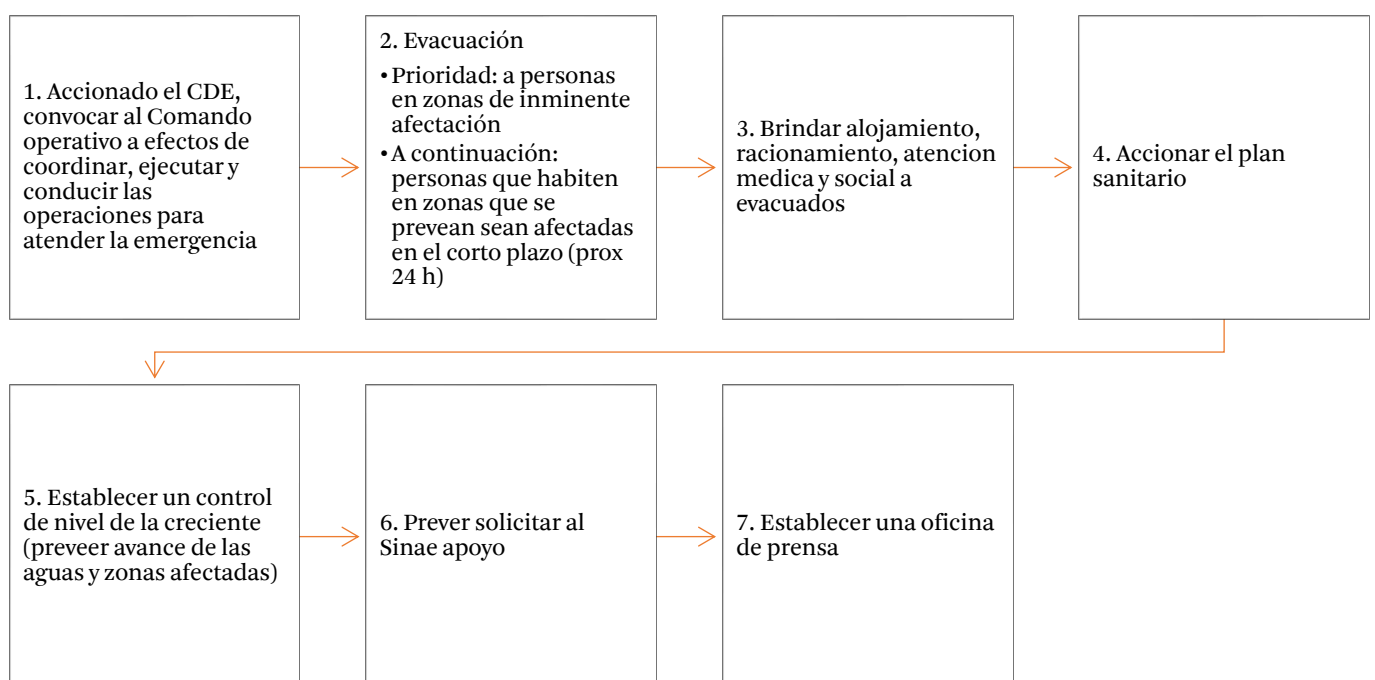 1. Accionado el CDE,
convocar al Comando
operativo a efectos de
coordinar, ejecutar y
conducir las
operaciones para
atender la emergencia
2. Evacuación
• Prioridad: a personas
en zonas de inminente
afectación
• A continuación:
personas que habiten
en zonas que se
prevean sean afectadas
en el corto plazo (prox
24 h)
3. Brindar alojamiento,
racionamiento, atencion
medica y social a
evacuados
4. Accionar el plan
sanitario
5. Establecer un control
de nivel de la creciente
(preveer avance de las
aguas y zonas afectadas)
6. Prever solicitar al
Sinae apoyo
7. Establecer una oficina
de prensa